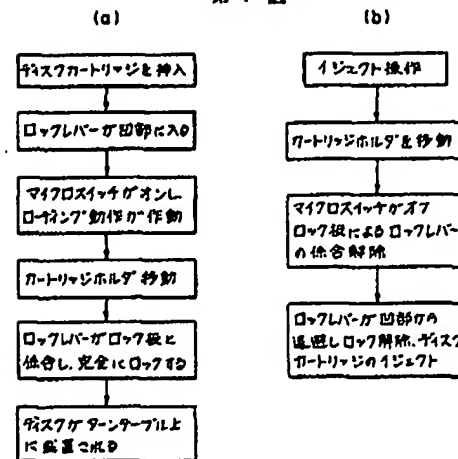 (a)
ディスクカートリッジを挿入
ロックレバーが凹部に入る
マイクロスイッチがオンし
ローディング動作が作動
カートリッジホルダ移動
ロックレバーがロック板と
係合し、完全にロックする
ディスクがターンテーブル上
に載置される
(b)
イジェクト操作
カートリッジホルダを移動
マイクロスイッチがオフ
ロック板によるロックレバー
の係合解除
ロックレバーが凹部から
退避しロック解除、ディスク
カートリッジのイジェクト